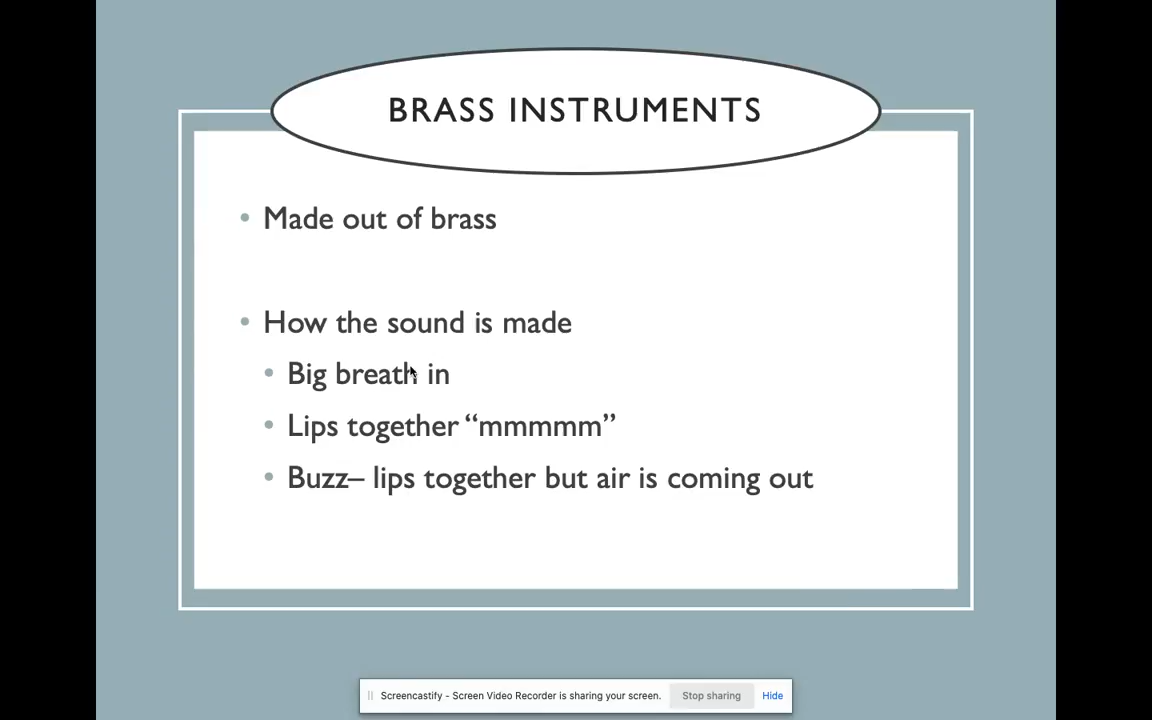 BRASS INSTRUMENTS
• Made out of brass
• How the sound is made
• Big breath in
• Lips together “mmmmm”
• Buzz– lips together but air is coming out
Screencastify - Screen Video Recorder is sharing your screen. Stop sharing Hide